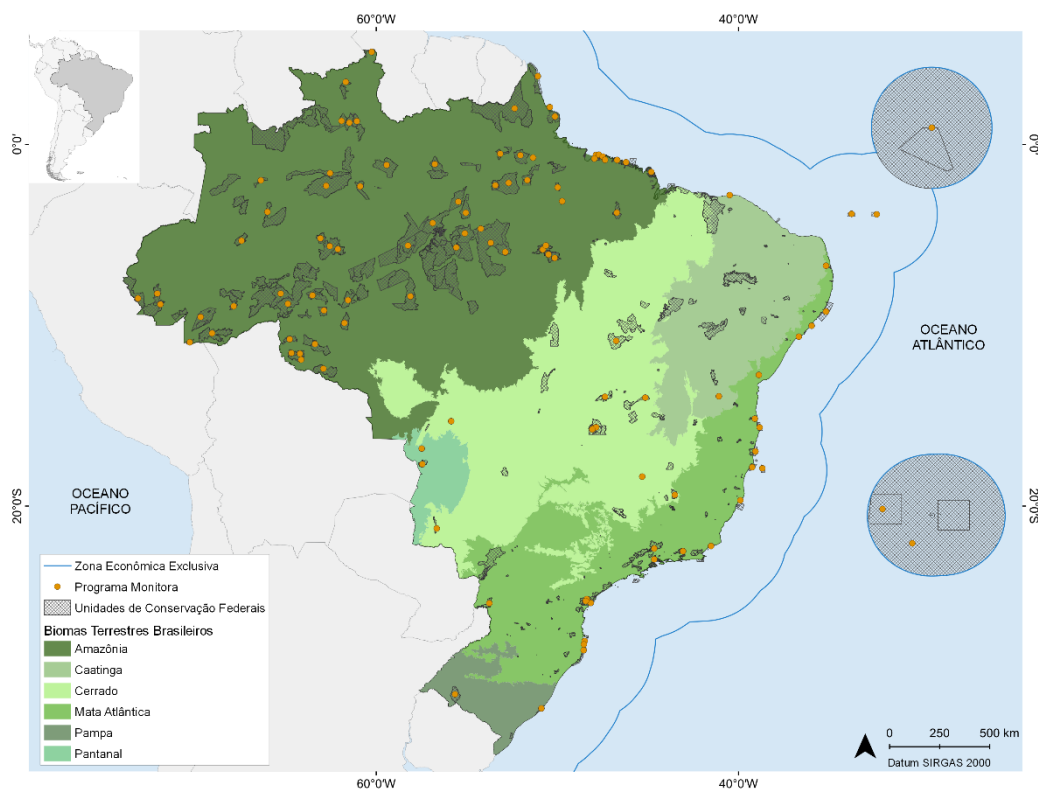 60°0'W
40°0'W
0°0'
0°0'
OCEANO
ATLÂNTICO
OCEANO
PACÍFICO
20°0'S
20°0'S
Zona Econômica Exclusiva
Programa Monitora
Unidades de Conservação Federais
Biomas Terrestres Brasileiros
Amazônia
Caatinga
Cerrado
Mata Atlântica
Pampa
Pantanal
0 250 500 km
Datum SIRGAS 2000
60°0'W
40°0'W